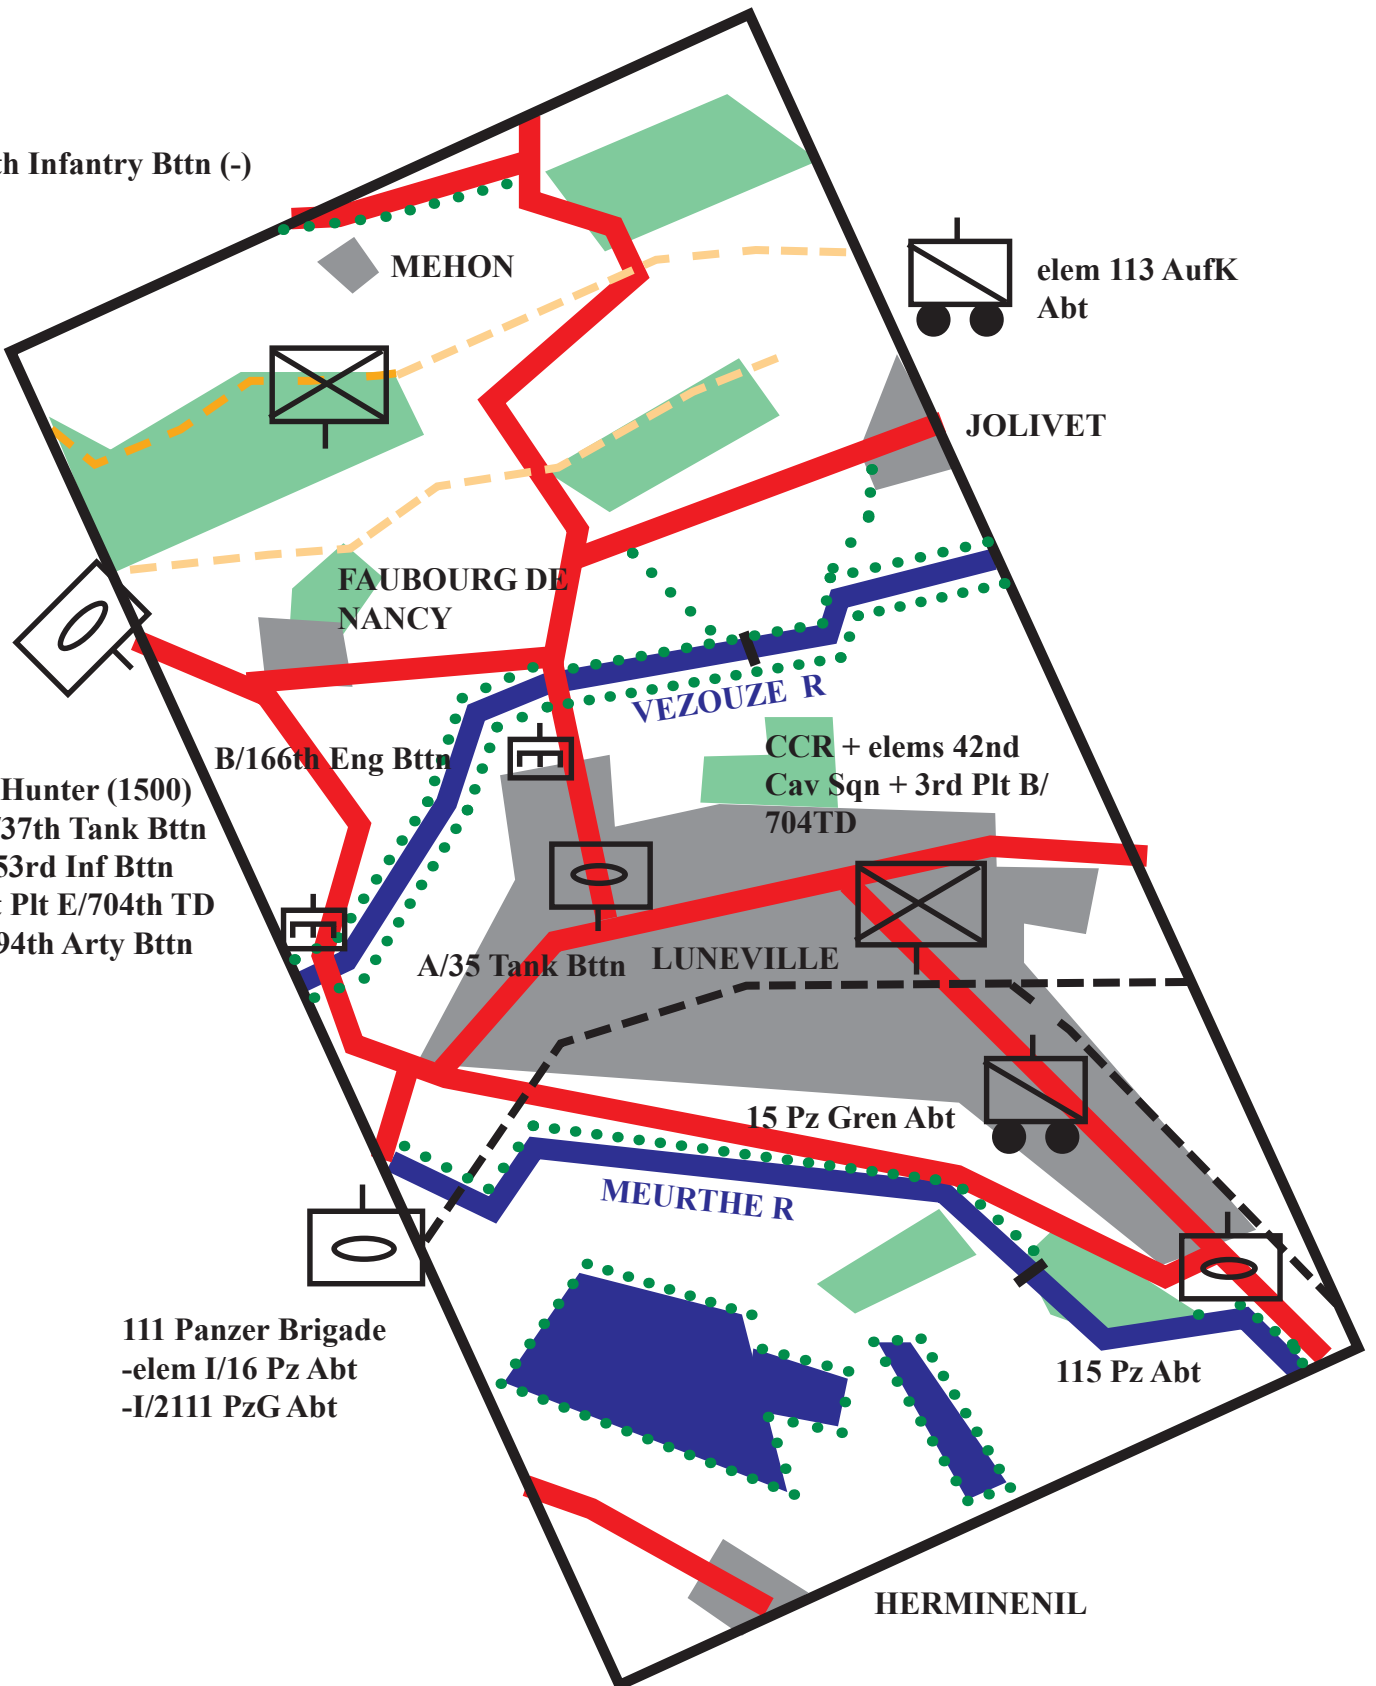 th Infantry Bttn (-)
MEHON
elem 113 AufK
Abt
JOLIVET
FAUBOURG DE
NANCY
VEZOUZE R
B/166th Eng Bttn
CCR + elems 42nd
Cav Sqn + 3rd Plt B/
704TD
Hunter (1500)
/37th Tank Bttn
53rd Inf Bttn
t Plt E/704th TD
94th Arty Bttn
A/35 Tank Bttn
LUNEVILLE
15 Pz Gren Abt
MEURTHE R
111 Panzer Brigade
-elem I/16 Pz Abt
-I/2111 PzG Abt
115 Pz Abt
HERMINENIL